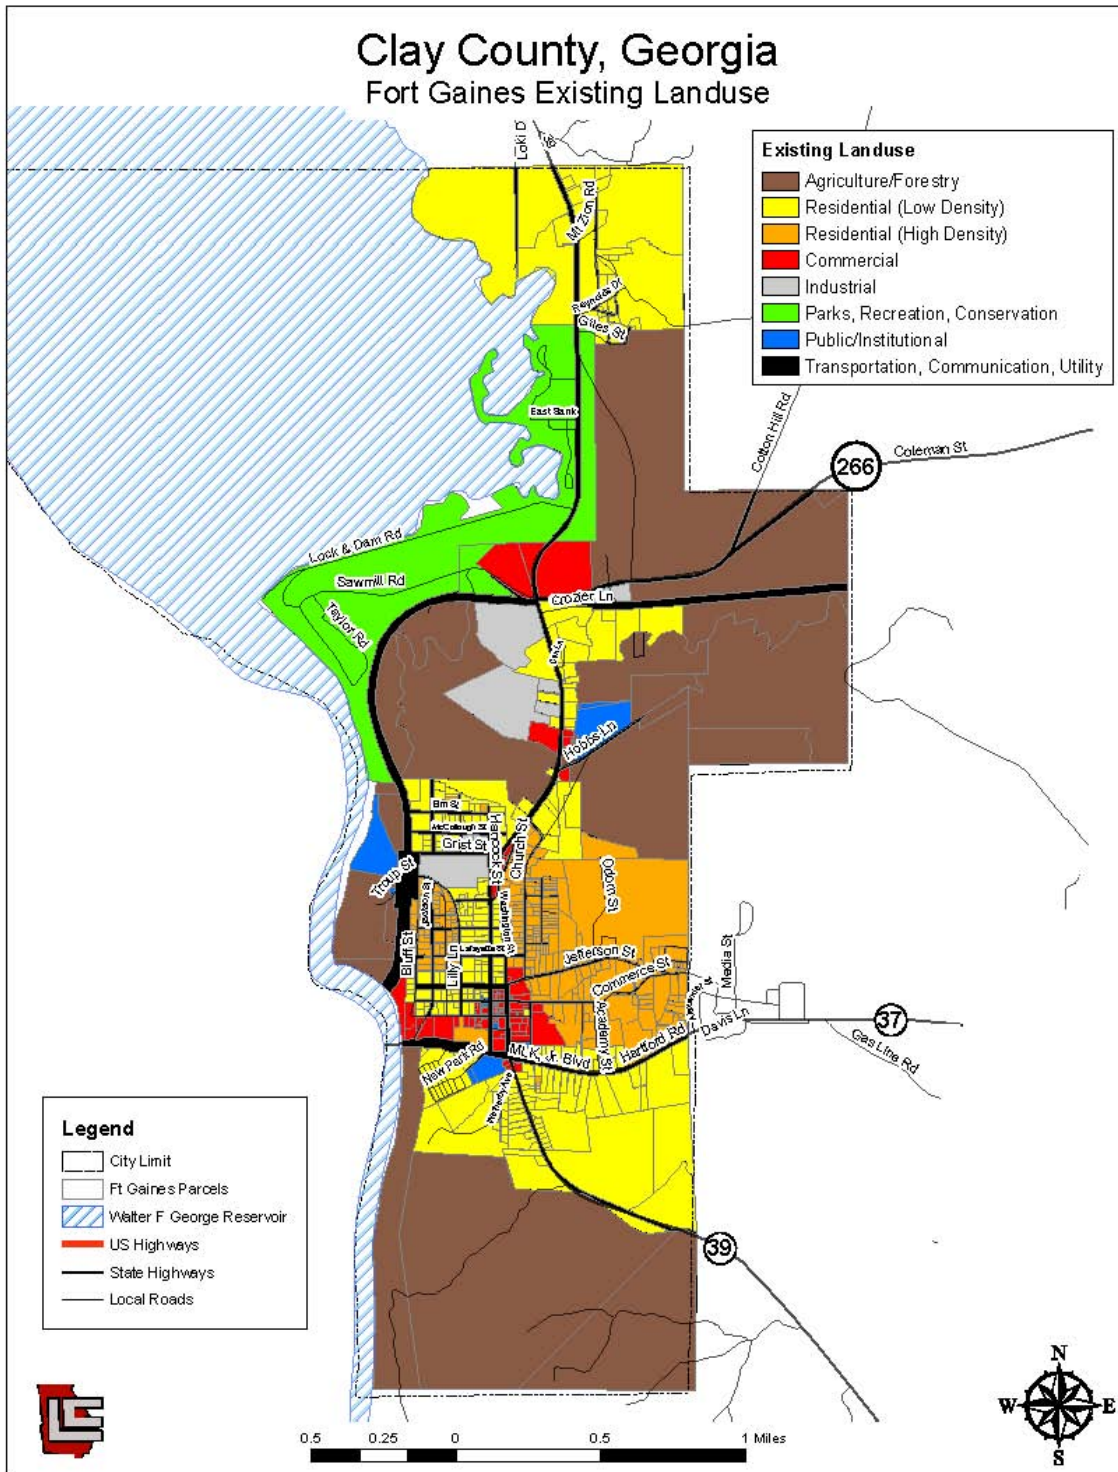 Clay County, Georgia
Fort Gaines Existing Landuse
Existing Landuse
Agriculture/Forestry
Residential (Low Density)
Residential (High Density)
Commercial
Industrial
Parks, Recreation, Conservation
Public/Institutional
Transportation, Communication, Utility
Loki D
Mt Zion Rd
Reynolds Dr
Giles St
East Bank
Cotton Hill Rd
266
Coleman St
Lock & Dam Rd
Sawmill Rd
Taylor Rd
Crozier Ln
Hobbs Ln
Elm St
McCollough St
Grist St
Hancock St
Church St
Troup St
Washington St
Odom St
Bluff St
Lilly Ln
Lafayette St
Jefferson St
Commerce St
Media St
Academy St
Hartford Rd
Davis Ln
37
Gas Line Rd
New Park Rd
MLK, Jr. Blvd
39
Legend
City Limit
Ft Gaines Parcels
Walter F George Reservoir
US Highways
State Highways
Local Roads
N
W
E
S
0.5
0.25
0
0.5
1 Miles